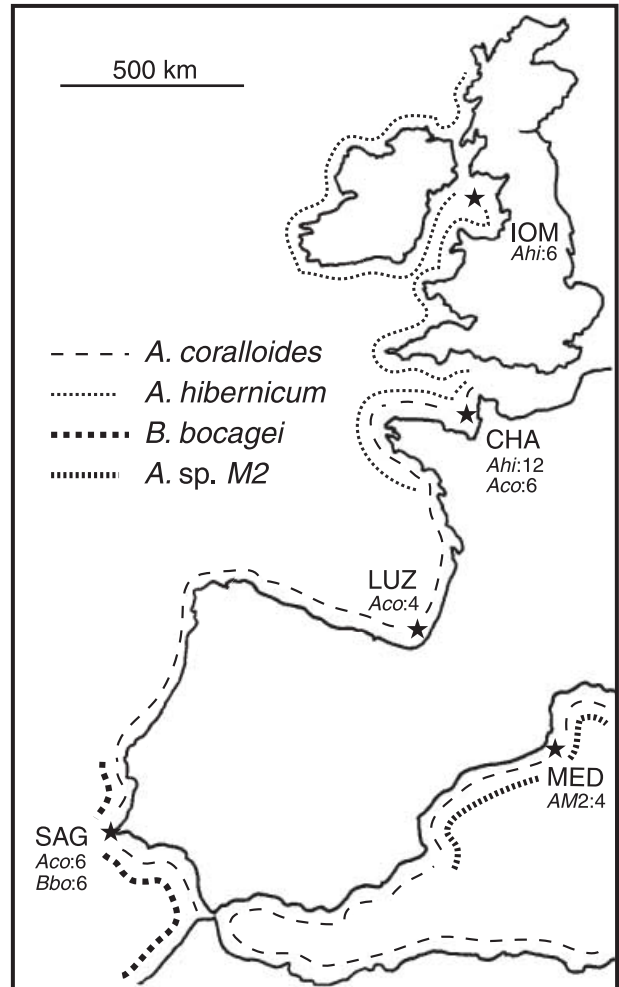 500 km
IOM
Ahi:6
A. coralloides
A. hibernicum
B. bocagei
A. sp. M2
CHA
Ahi:12
Aco:6
LUZ
Aco:4
MED
AM2:4
SAG
Aco:6
Bbo:6